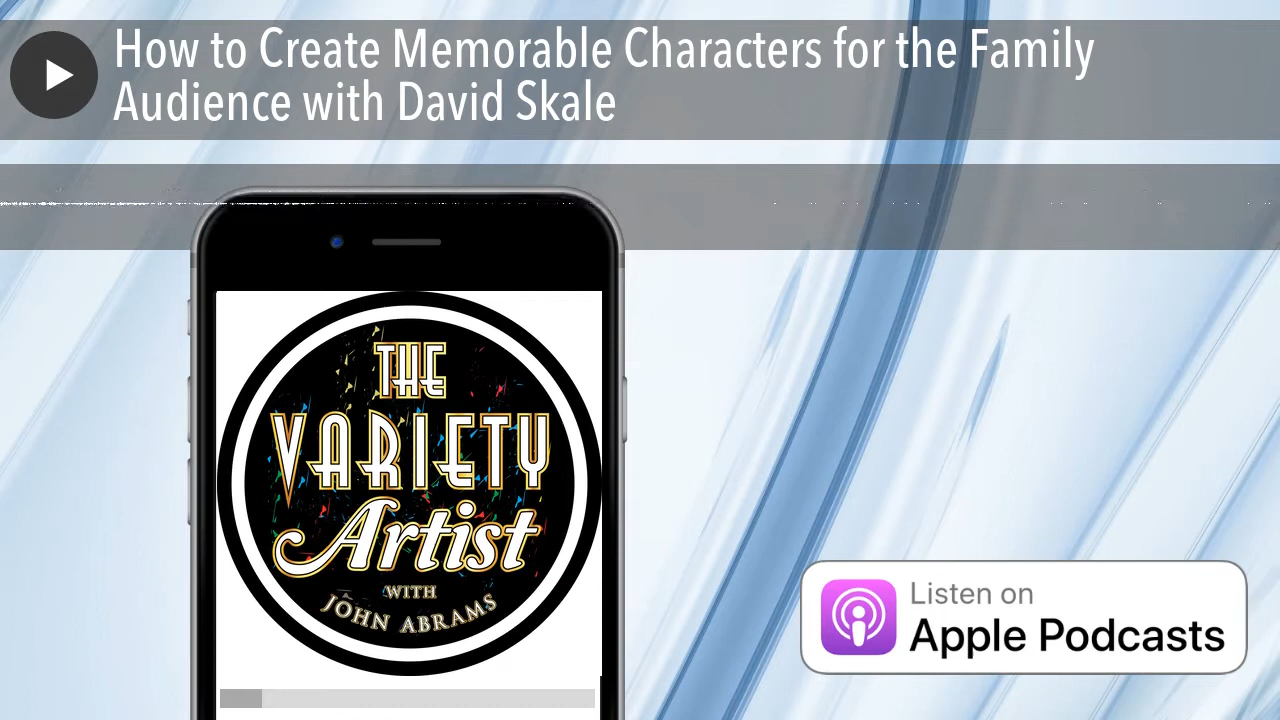 How to Create Memorable Characters for the Family
Audience with David Skale
THE
VARIETY
Artist
WITH
JOHN ABRAMS
Listen on
Apple Podcasts